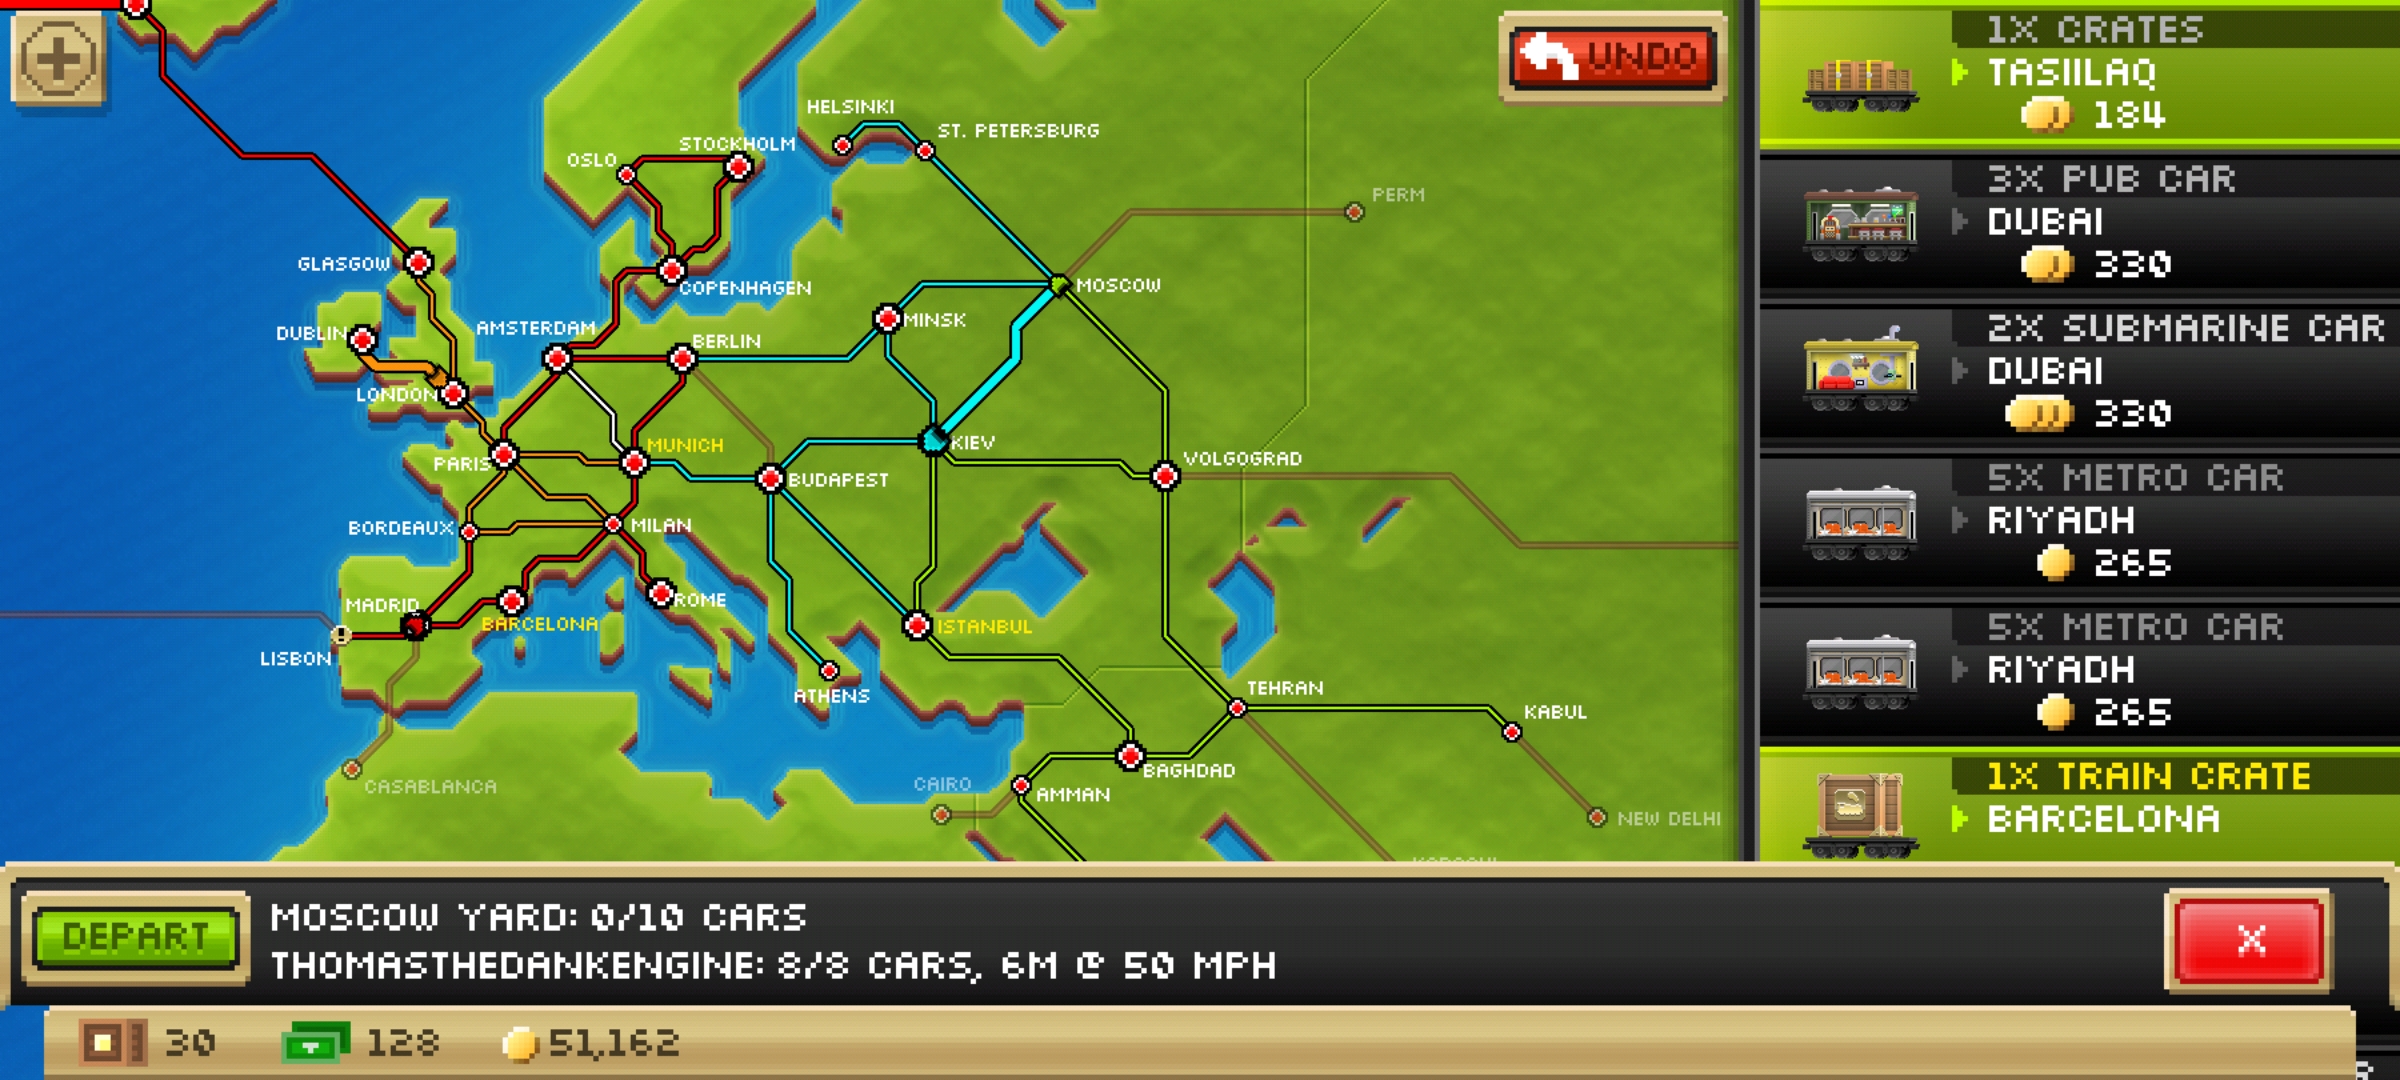 UNDO
HELSINKI
ST. PETERSBURG
STOCKHOLM
OSLO
PERM
GLASGOW
COPENHAGEN
MOSCOW
DUBLIN
AMSTERDAM
BERLIN
MINSK
LONDON
MUNICH
KIEV
PARIS
BUDAPEST
VOLGOGRAD
BORDEAUX
MILAN
MADRID
ROME
BARCELONA
ISTANBUL
LISBON
ATHENS
TEHRAN
KABUL
CASABLANCA
CAIRO
BAGHDAD
AMMAN
NEW DELHI
1X CRATES
TASIILAQ
184
3X PUB CAR
DUBAI
330
2X SUBMARINE CAR
DUBAI
330
5X METRO CAR
RIYADH
265
5X METRO CAR
RIYADH
265
1X TRAIN CRATE
BARCELONA
DEPART
MOSCOW YARD: 0/10 CARS
THOMASTHEDANKENGINE: 8/8 CARS, 6M @ 50 MPH
X
30
128
51,162